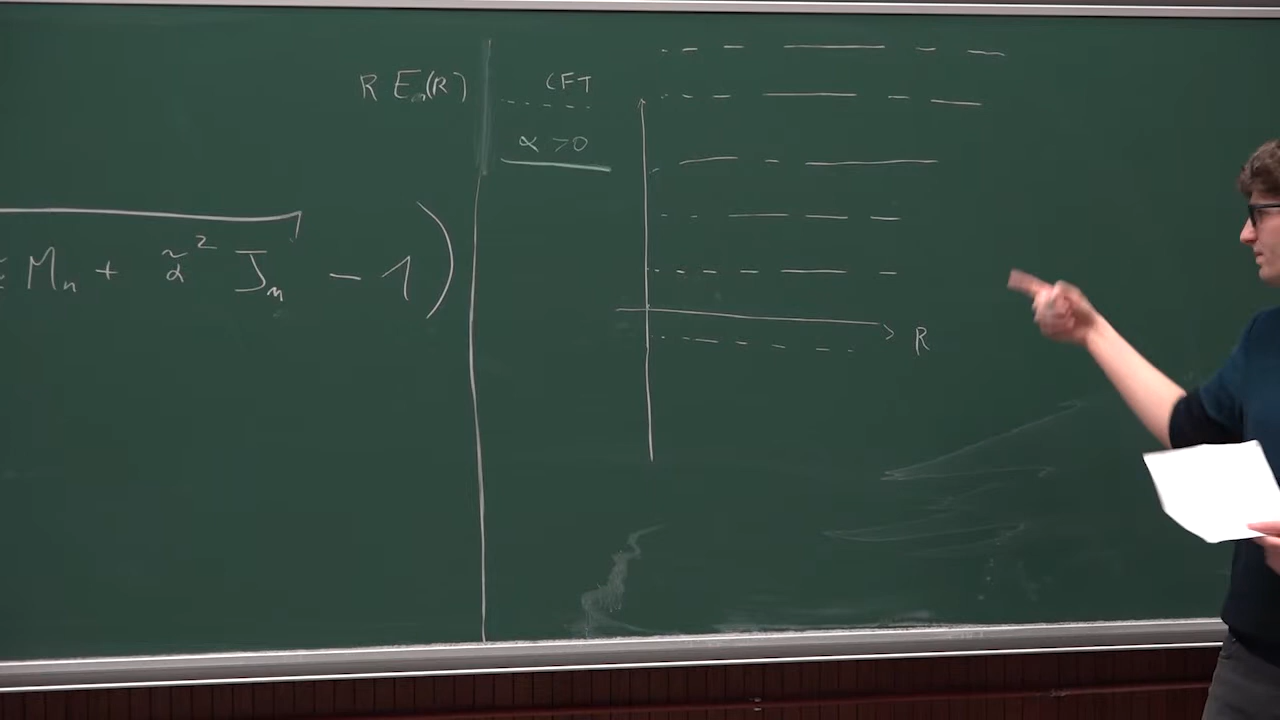 R E_n(R)
CFT
α > 0
M_n + α̃² J_n - 1 )
R